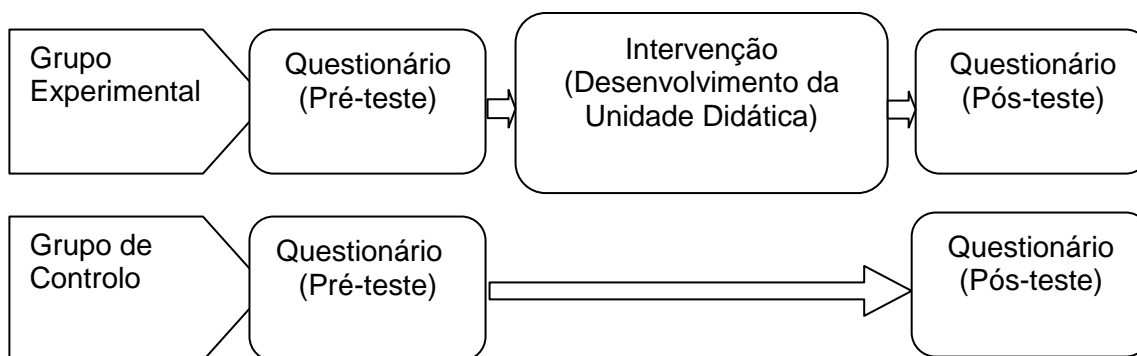 Grupo
Experimental
Questionário
(Pré-teste)
Intervenção
(Desenvolvimento da
Unidade Didática)
Questionário
(Pós-teste)
Grupo de
Controlo
Questionário
(Pré-teste)
Questionário
(Pós-teste)